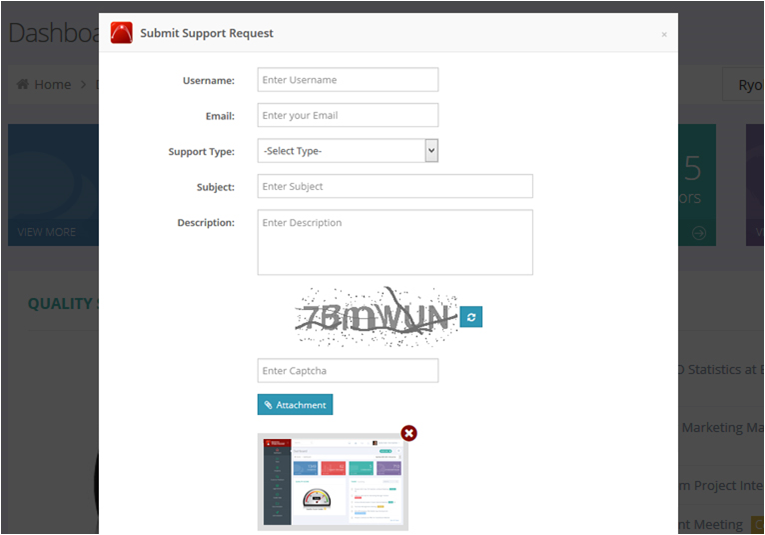 Dashboa
Submit Support Request
×
Home > D
Ryo
Username:
Enter Username
Email:
Enter your Email
Support Type:
-Select Type-
Subject:
Enter Subject
Description:
Enter Description
5
ors
VIEW MORE
V
QUALITY S
7BmWUN
Enter Captcha
Attachment
O Statistics at B
Marketing Ma
m Project Inte
nt Meeting
C